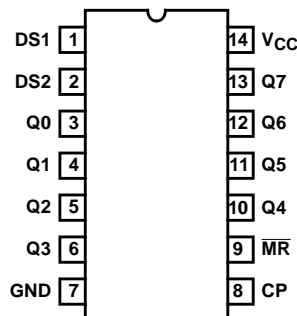 DS1 1 14 VCC
DS2 2 13 Q7
Q0 3 12 Q6
Q1 4 11 Q5
Q2 5 10 Q4
Q3 6 9 M̅R̅
GND 7 8 CP